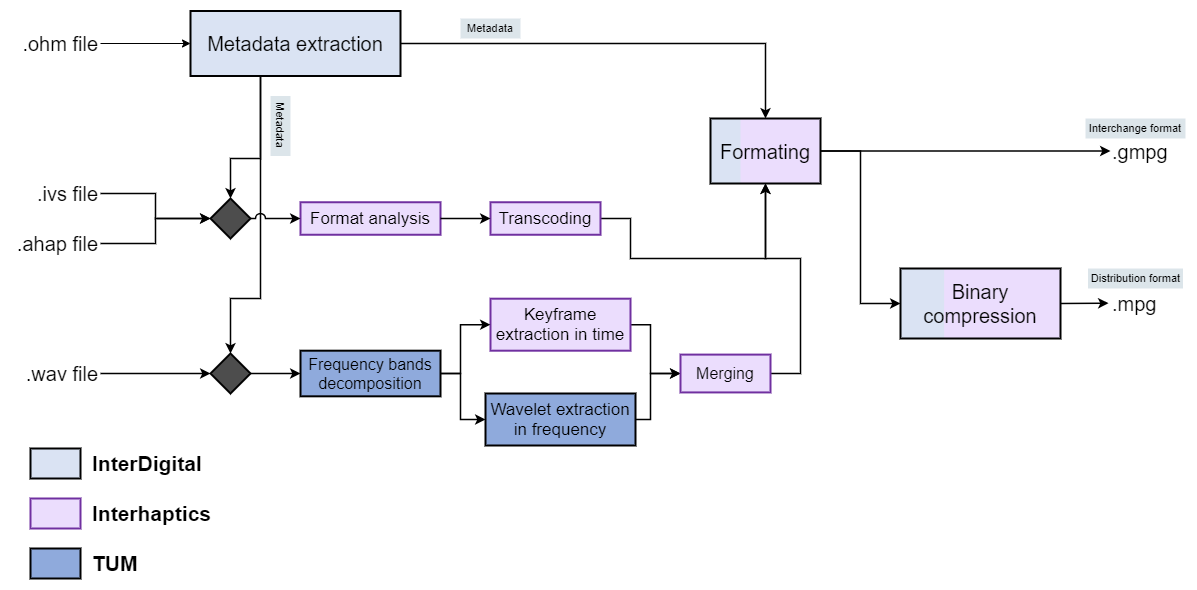 .ohm file
Metadata extraction
Metadata
Metadata
Formating
Interchange format
.gmpg
.ivs file
.ahap file
Format analysis
Transcoding
Distribution format
.mpg
Binary
compression
Keyframe
extraction in time
.wav file
Frequency bands
decomposition
Merging
Wavelet extraction
in frequency
InterDigital
Interhaptics
TUM